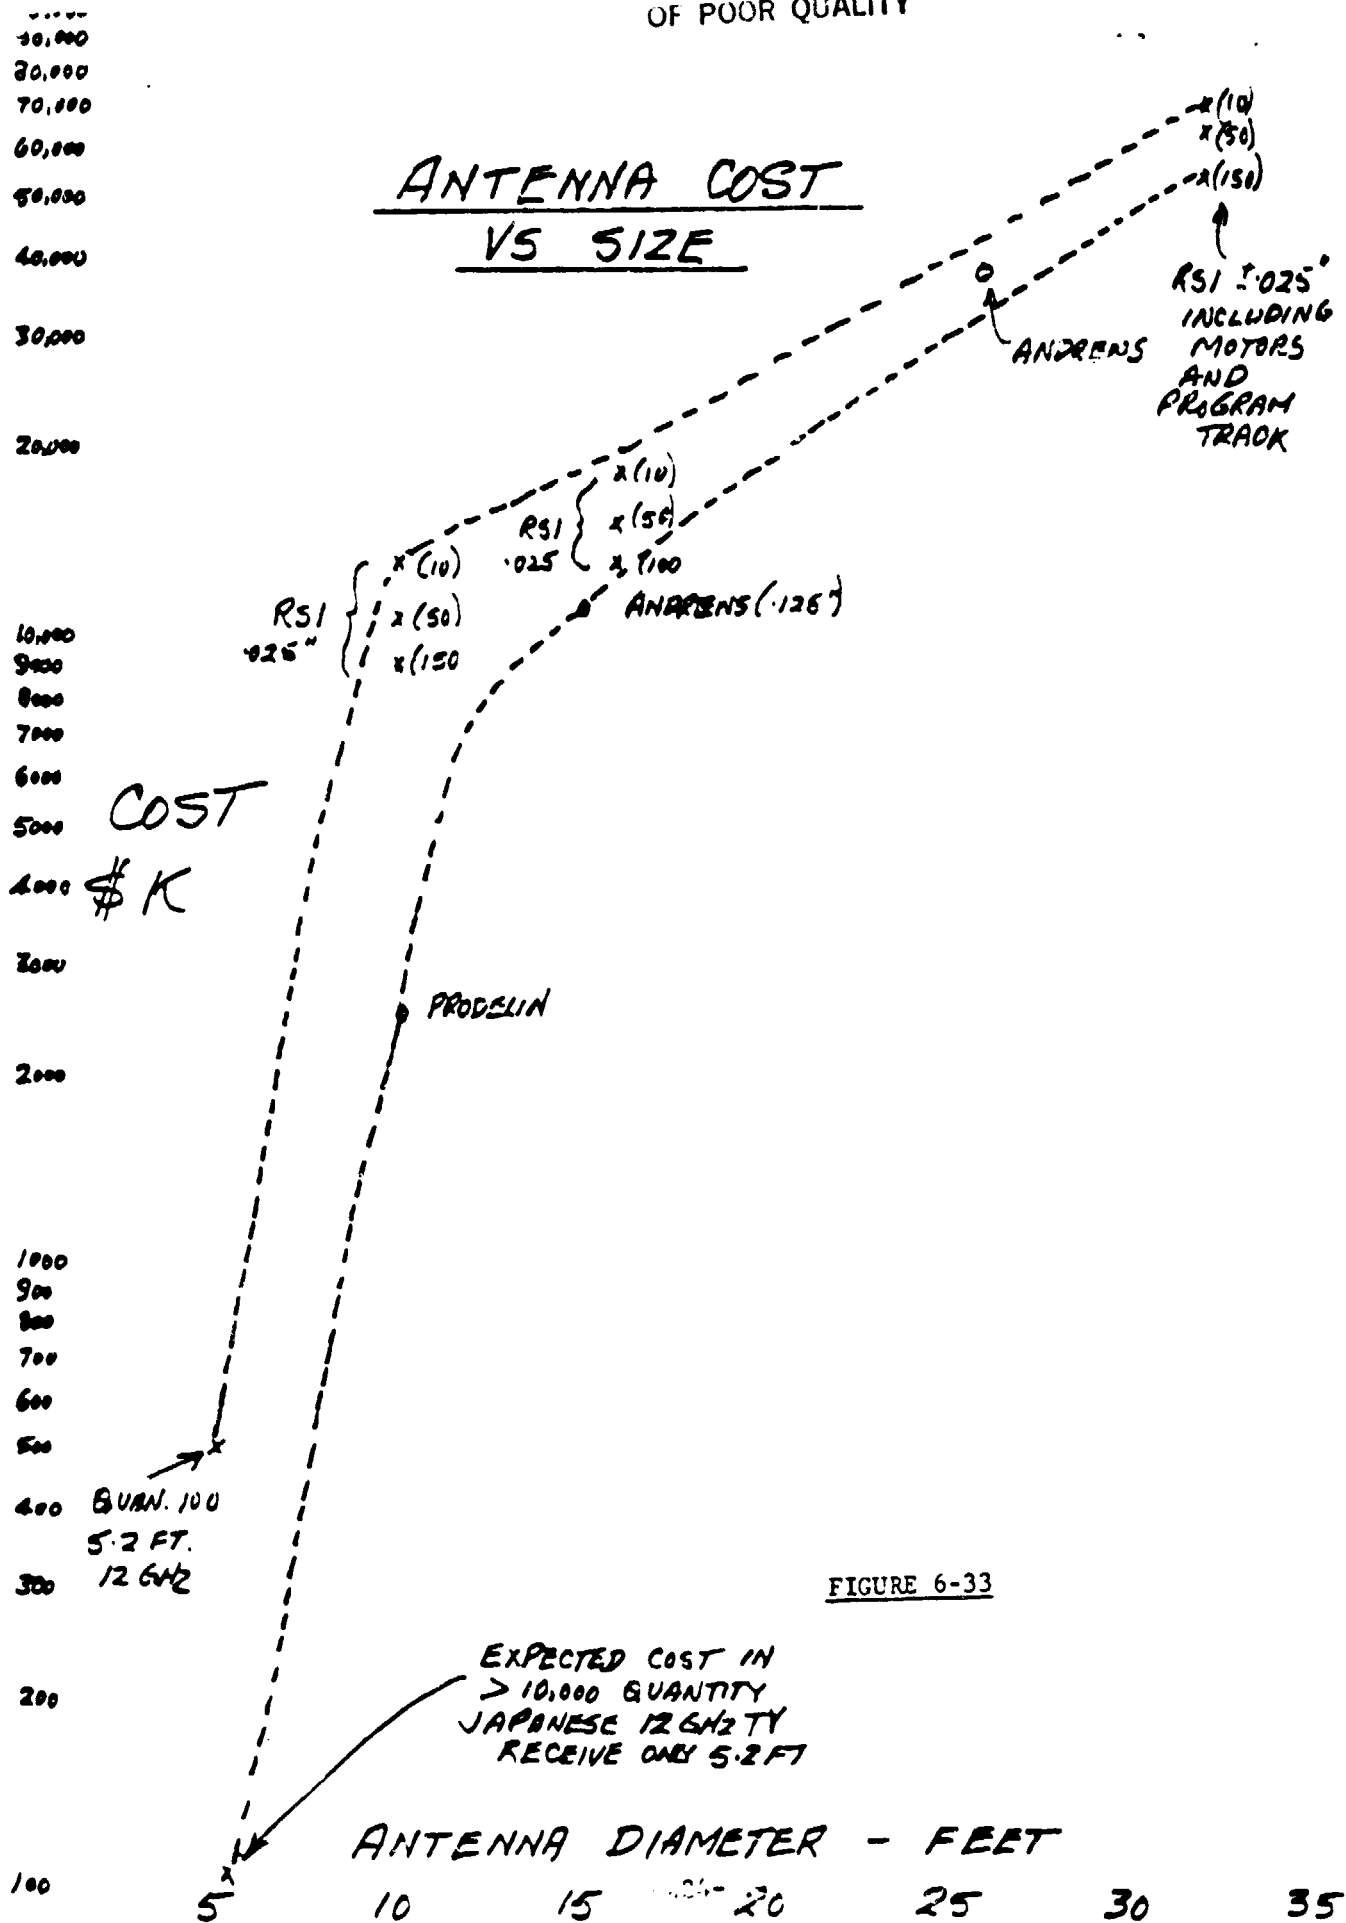 OF POOR QUALITY
80,000
70,000
60,000
50,000
40,000
30,000
20,000
10,000
9000
8000
7000
6000
5000
4000
3000
2000
1000
900
800
700
600
500
400
300
200
100
ANTENNA COST
VS SIZE
x(10)
x(50)
x(150)
RSI ±.025"
INCLUDING
MOTORS
AND
PROGRAM
TRACK
ANDRENS
x(10)
x(50)
x,
RSI
.025
ANDRENS (.125")
x(10)
x(50)
x(150
RSI
.025"
COST
$ K
PRODELIN
QUAN. 100
5.2 FT.
12 GHZ
FIGURE 6-33
EXPECTED COST IN
> 10,000 QUANTITY
JAPANESE 12 GHZ TV
RECEIVE ONLY 5.2 FT
ANTENNA DIAMETER - FEET
5 10 15 20 25 30 35